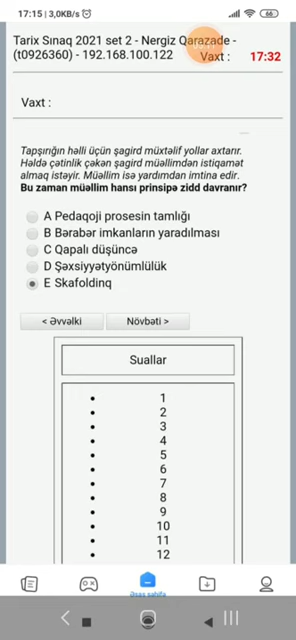 17:15 | 3,0KB/s
66
Tarix Sınaq 2021 set 2 - Nergiz Qarazade -
(t0926360) - 192.168.100.122
Vaxt : 17:32
Vaxt :
Tapşırığın həlli üçün şagird müxtəlif yollar axtarır.
Həldə çətinlik çəkən şagird müəllimdən istiqamət
almaq istəyir. Müəllim isə yardımdan imtina edir.
Bu zaman müəllim hansı prinsipə zidd davranır?
A Pedaqoji prosesin tamlığı
B Bərabər imkanların yaradılması
C Qapalı düşüncə
D Şəxsiyyətyönümlülük
E Skafoldinq
< Əvvəlki
Növbəti >
Suallar
1
2
3
4
5
6
7
8
9
10
11
12
Əsas səhifə